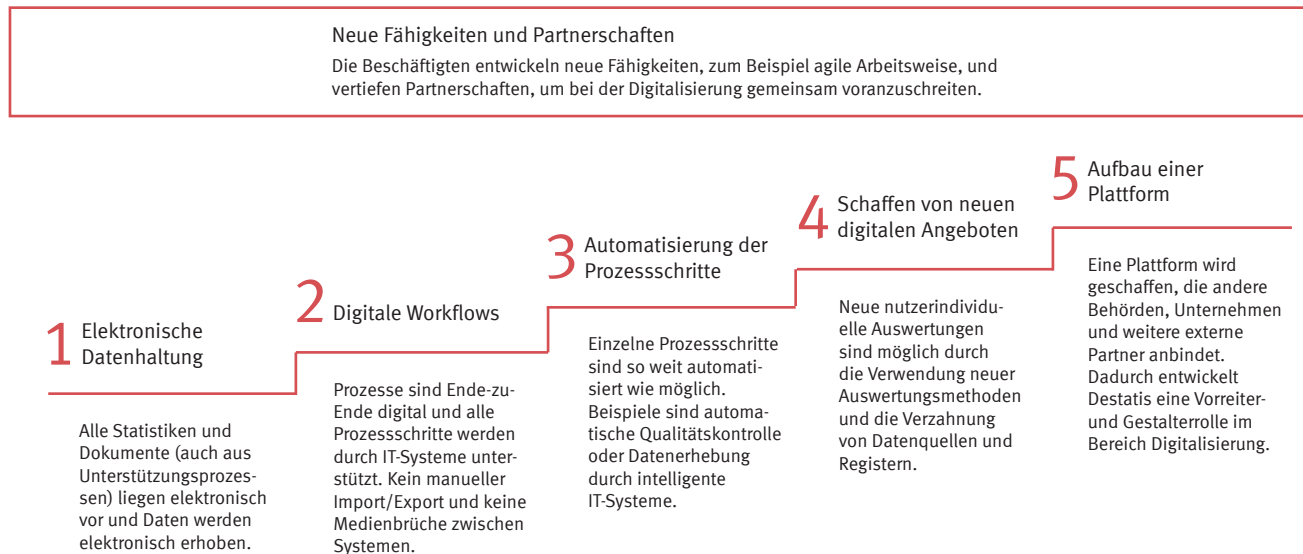 Neue Fähigkeiten und Partnerschaften
Die Beschäftigten entwickeln neue Fähigkeiten, zum Beispiel agile Arbeitsweise, und
vertiefen Partnerschaften, um bei der Digitalisierung gemeinsam voranzuschreiten.
1 Elektronische
Datenhaltung
Alle Statistiken und
Dokumente (auch aus
Unterstützungsprozes-
sen) liegen elektronisch
vor und Daten werden
elektronisch erhoben.
2 Digitale Workflows
Prozesse sind Ende-zu-
Ende digital und alle
Prozessschritte werden
durch IT-Systeme unter-
stützt. Kein manueller
Import/Export und keine
Medienbrüche zwischen
Systemen.
3 Automatisierung der
Prozessschritte
Einzelne Prozessschritte
sind so weit automati-
siert wie möglich.
Beispiele sind automa-
tische Qualitätskontrolle
oder Datenerhebung
durch intelligente
IT-Systeme.
4 Schaffen von neuen
digitalen Angeboten
Neue nutzerindividu-
elle Auswertungen
sind möglich durch
die Verwendung neuer
Auswertungsmethoden
und die Verzahnung
von Datenquellen und
Registern.
5 Aufbau einer
Plattform
Eine Plattform wird
geschaffen, die andere
Behörden, Unternehmen
und weitere externe
Partner anbindet.
Dadurch entwickelt
Destatis eine Vorreiter-
und Gestalterrolle im
Bereich Digitalisierung.